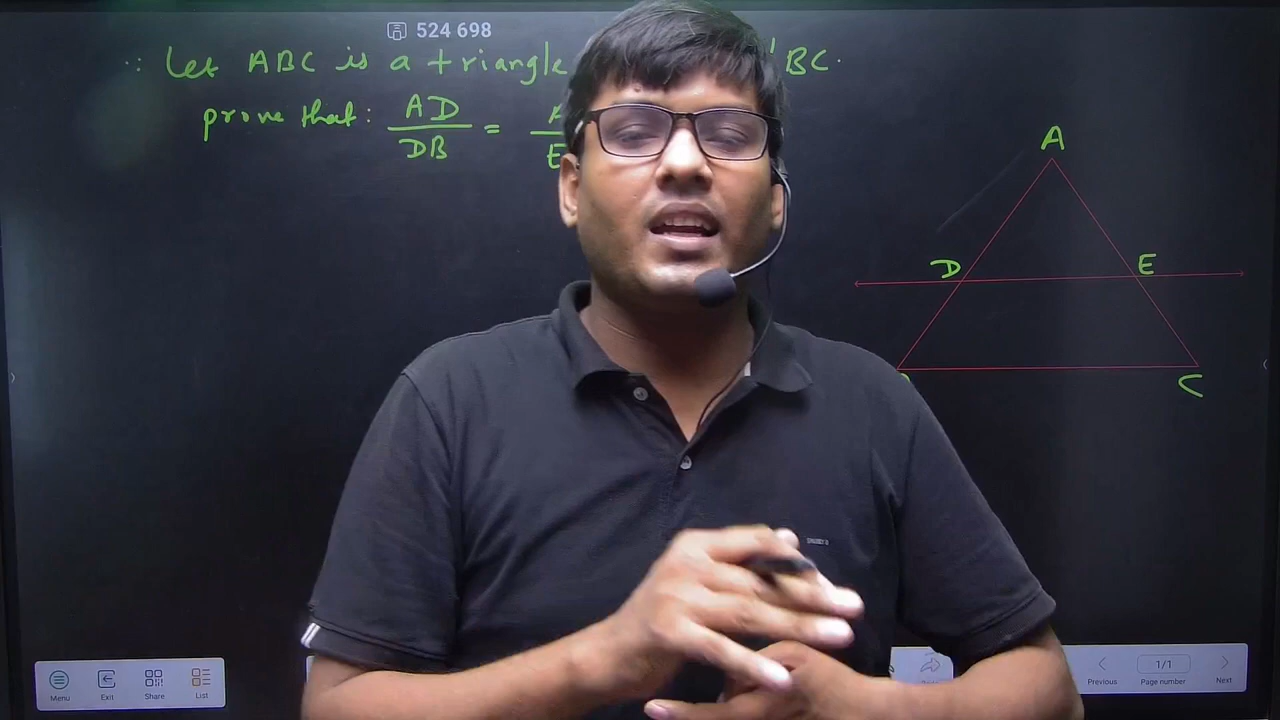 524 698
∴ Let ABC is a triangle BC.
prove that: AD/DB =
A
D E
C
Menu Exit Share List
Previous 1/1 Next
Page number